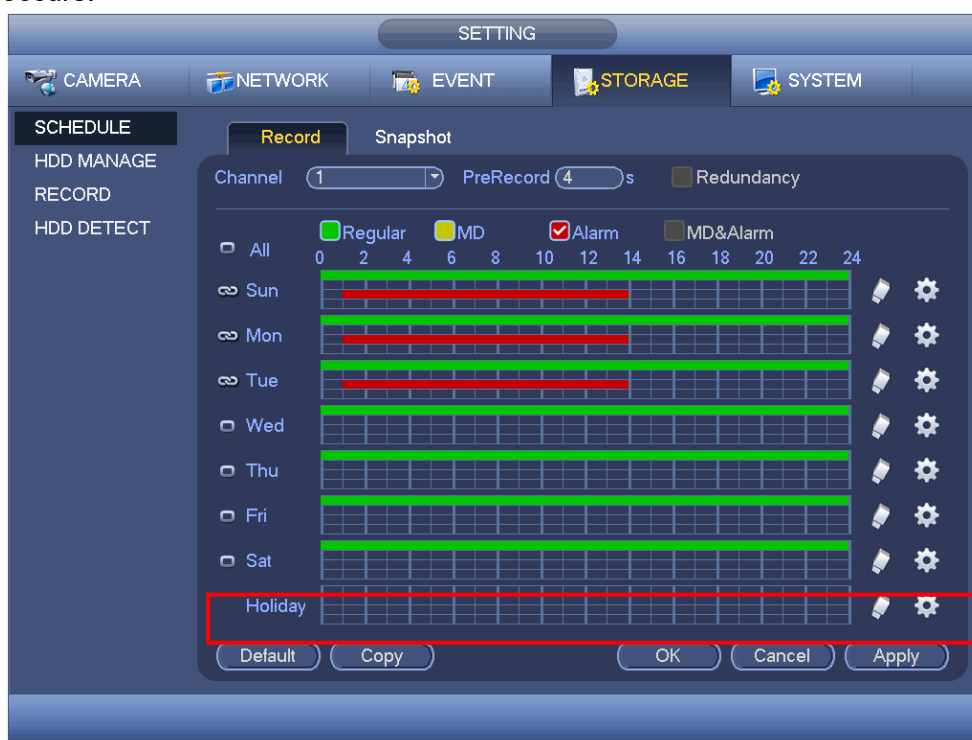 SETTING
CAMERA NETWORK EVENT STORAGE SYSTEM
SCHEDULE
HDD MANAGE
RECORD
HDD DETECT
Record Snapshot
Channel 1 PreRecord 4 s Redundancy
All Regular MD Alarm MD&Alarm
0 2 4 6 8 10 12 14 16 18 20 22 24
Sun
Mon
Tue
Wed
Thu
Fri
Sat
Holiday
Default Copy OK Cancel Apply